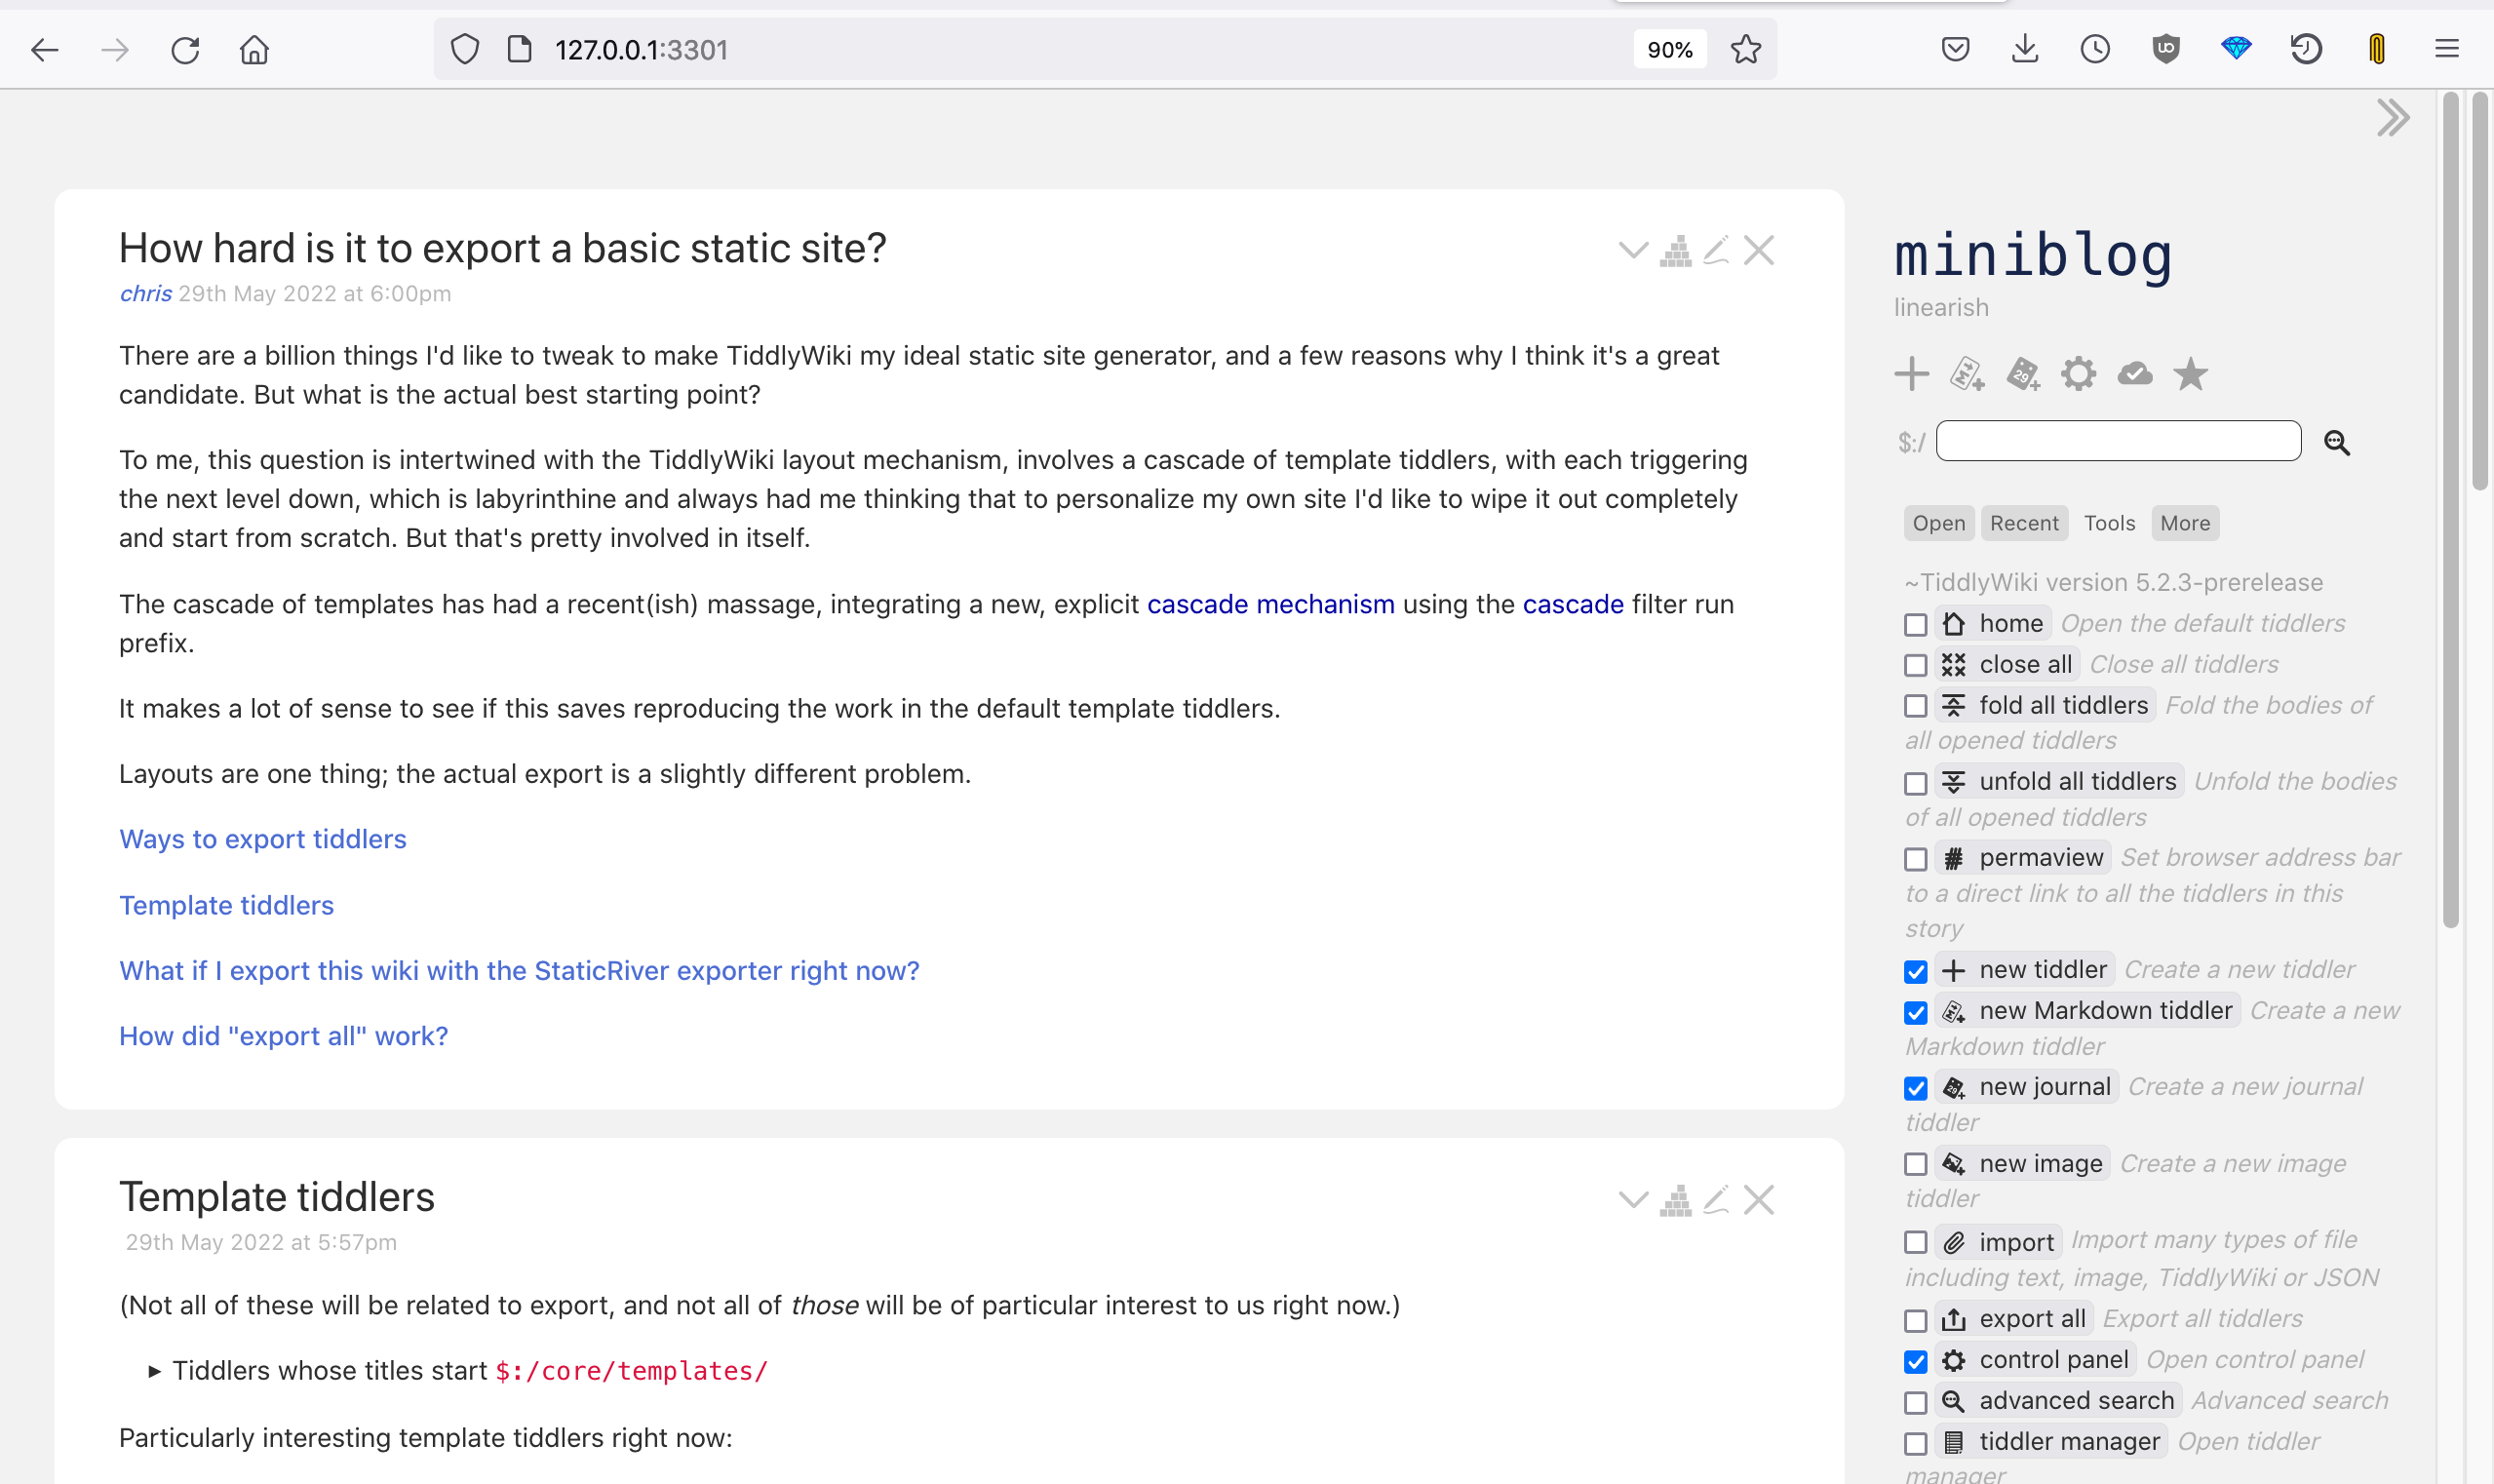 127.0.0.1:3301
90%
How hard is it to export a basic static site?
chris 29th May 2022 at 6:00pm
There are a billion things I'd like to tweak to make TiddlyWiki my ideal static site generator, and a few reasons why I think it's a great
candidate. But what is the actual best starting point?
To me, this question is intertwined with the TiddlyWiki layout mechanism, involves a cascade of template tiddlers, with each triggering
the next level down, which is labyrinthine and always had me thinking that to personalize my own site I'd like to wipe it out completely
and start from scratch. But that's pretty involved in itself.
The cascade of templates has had a recent(ish) massage, integrating a new, explicit cascade mechanism using the cascade filter run
prefix.
It makes a lot of sense to see if this saves reproducing the work in the default template tiddlers.
Layouts are one thing; the actual export is a slightly different problem.
Ways to export tiddlers
Template tiddlers
What if I export this wiki with the StaticRiver exporter right now?
How did "export all" work?
Template tiddlers
29th May 2022 at 5:57pm
(Not all of these will be related to export, and not all of those will be of particular interest to us right now.)
► Tiddlers whose titles start $:/core/templates/
Particularly interesting template tiddlers right now:
miniblog
linearish
$:/
Open Recent Tools More
~TiddlyWiki version 5.2.3-prerelease
home Open the default tiddlers
close all Close all tiddlers
fold all tiddlers Fold the bodies of
all opened tiddlers
unfold all tiddlers Unfold the bodies
of all opened tiddlers
permaview Set browser address bar
to a direct link to all the tiddlers in this
story
new tiddler Create a new tiddler
new Markdown tiddler Create a new
Markdown tiddler
new journal Create a new journal
tiddler
new image Create a new image
tiddler
import Import many types of file
including text, image, TiddlyWiki or JSON
export all Export all tiddlers
control panel Open control panel
advanced search Advanced search
tiddler manager Open tiddler
manager